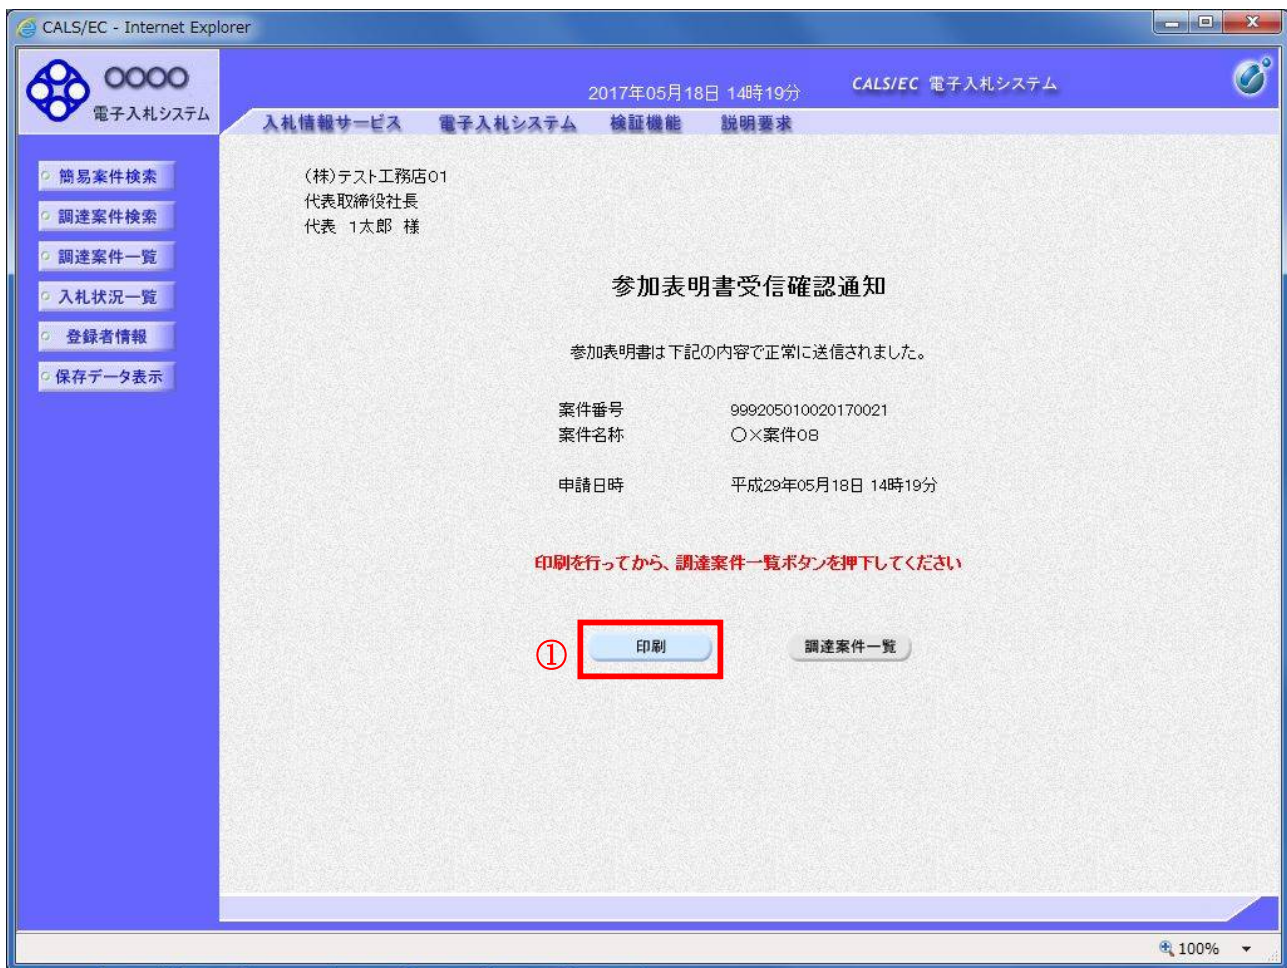 CALS/EC - Internet Explorer
〇〇〇〇
電子入札システム
2017年05月18日 14時19分
CALS/EC 電子入札システム
入札情報サービス 電子入札システム 検証機能 説明要求
簡易案件検索
調達案件検索
調達案件一覧
入札状況一覧
登録者情報
保存データ表示
(株)テスト工務店01
代表取締役社長
代表 1太郎 様
参加表明書受信確認通知
参加表明書は下記の内容で正常に送信されました。
案件番号 999205010020170021
案件名称 〇×案件08
申請日時 平成29年05月18日 14時19分
印刷を行ってから、調達案件一覧ボタンを押下してください
① 印刷 調達案件一覧
100%